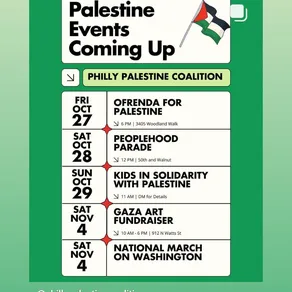 Palestine
Events
Coming Up
PHILLY PALESTINE COALITION
FRI
OCT
27
OFRENDA FOR
PALESTINE
6 PM | 3405 Woodland Walk
SAT
OCT
28
PEOPLEHOOD
PARADE
12 PM | 50th and Walnut
SUN
OCT
29
KIDS IN SOLIDARITY
WITH PALESTINE
11 AM | DM for Details
SAT
NOV
4
GAZA ART
FUNDRAISER
10 AM - 6 PM | 912 N Watts St
SAT
NOV
4
NATIONAL MARCH
ON WASHINGTON